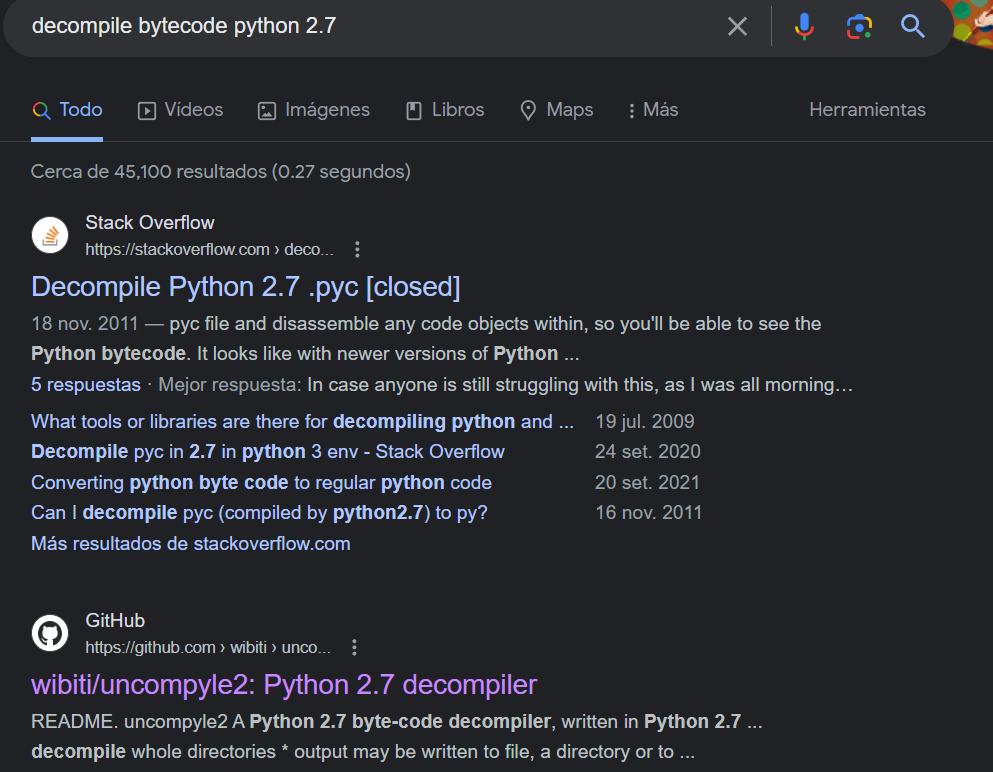 decompile bytecode python 2.7
Todo Vídeos Imágenes Libros Maps Más Herramientas
Cerca de 45,100 resultados (0.27 segundos)
Stack Overflow
https://stackoverflow.com › deco...
Decompile Python 2.7 .pyc [closed]
18 nov. 2011 — pyc file and disassemble any code objects within, so you'll be able to see the
Python bytecode. It looks like with newer versions of Python ...
5 respuestas · Mejor respuesta: In case anyone is still struggling with this, as I was all morning…
What tools or libraries are there for decompiling python and ... 19 jul. 2009
Decompile pyc in 2.7 in python 3 env - Stack Overflow 24 set. 2020
Converting python byte code to regular python code 20 set. 2021
Can I decompile pyc (compiled by python2.7) to py? 16 nov. 2011
Más resultados de stackoverflow.com
GitHub
https://github.com › wibiti › unco...
wibiti/uncompyle2: Python 2.7 decompiler
README. uncompyle2 A Python 2.7 byte-code decompiler, written in Python 2.7 ...
decompile whole directories * output may be written to file, a directory or to ...